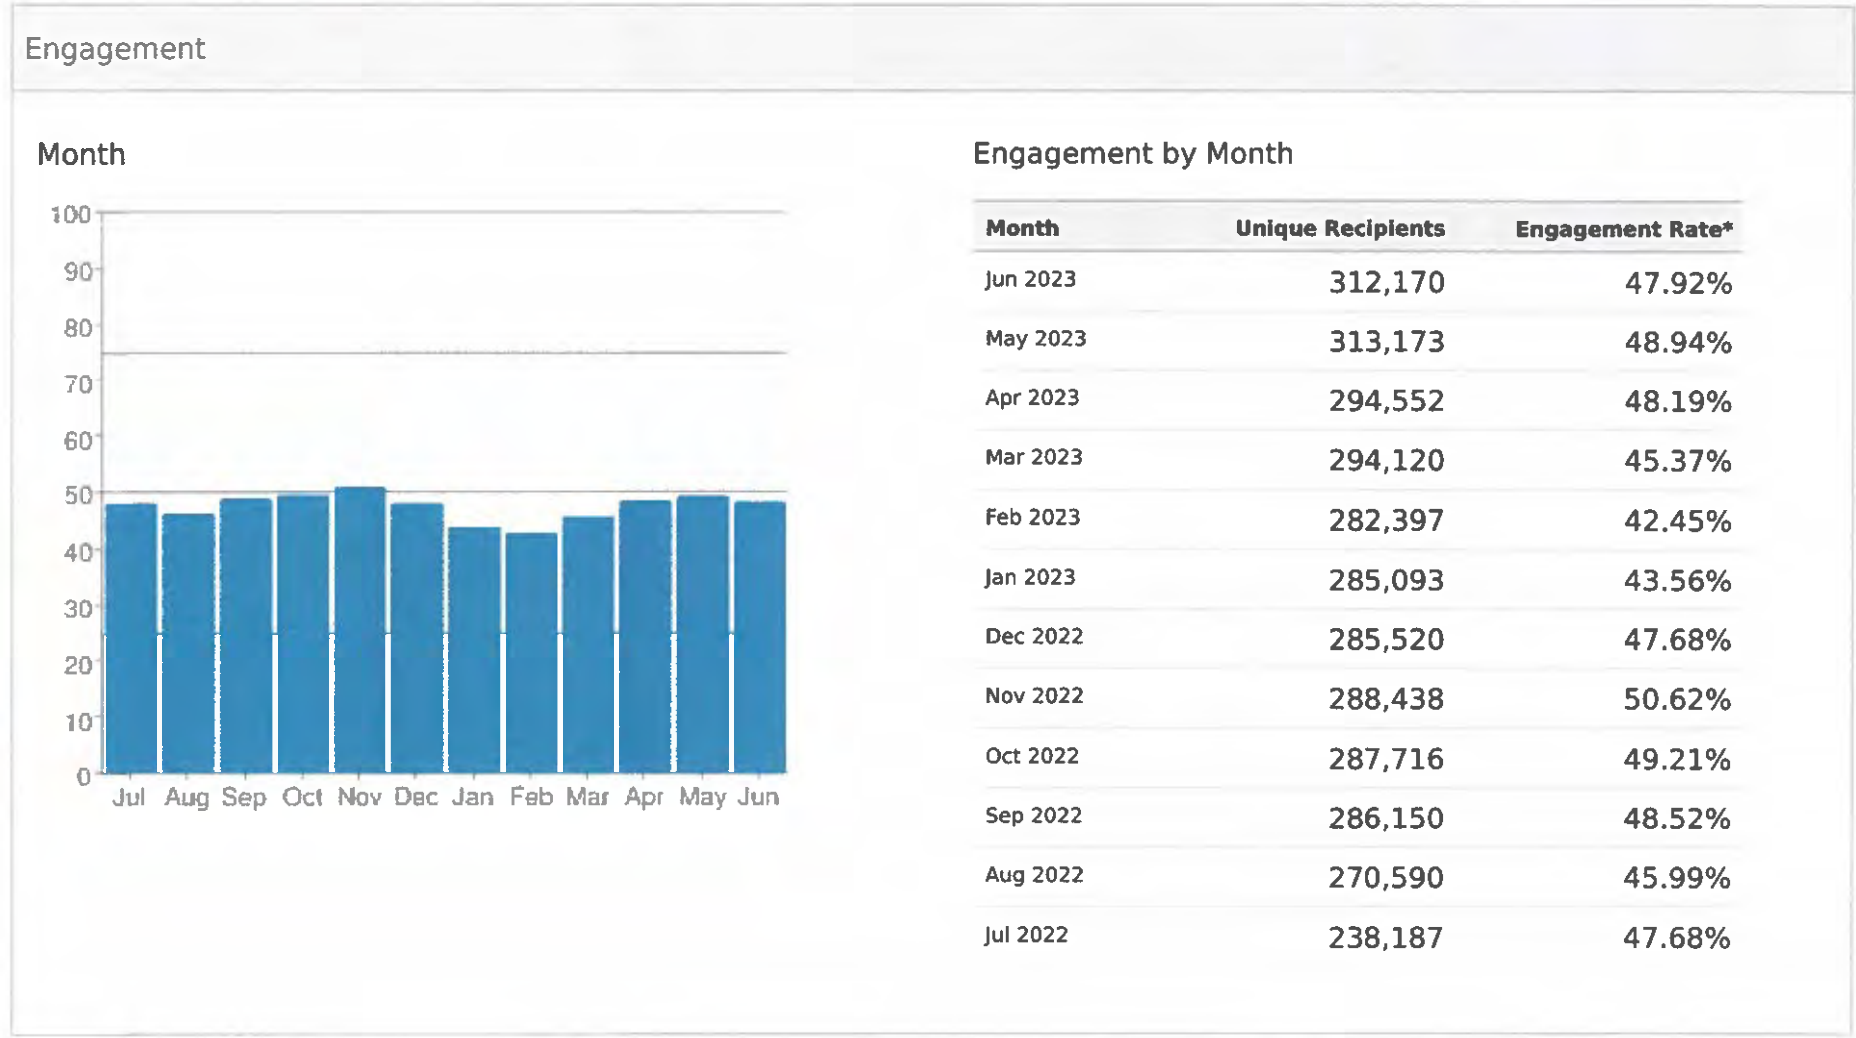 Engagement
Month
100
90
80
70
60
50
40
30
20
10
0
Jul Aug Sep Oct Nov Dec Jan Feb Mar Apr May Jun
Engagement by Month
Month Unique Recipients Engagement Rate*
Jun 2023 312,170 47.92%
May 2023 313,173 48.94%
Apr 2023 294,552 48.19%
Mar 2023 294,120 45.37%
Feb 2023 282,397 42.45%
Jan 2023 285,093 43.56%
Dec 2022 285,520 47.68%
Nov 2022 288,438 50.62%
Oct 2022 287,716 49.21%
Sep 2022 286,150 48.52%
Aug 2022 270,590 45.99%
Jul 2022 238,187 47.68%